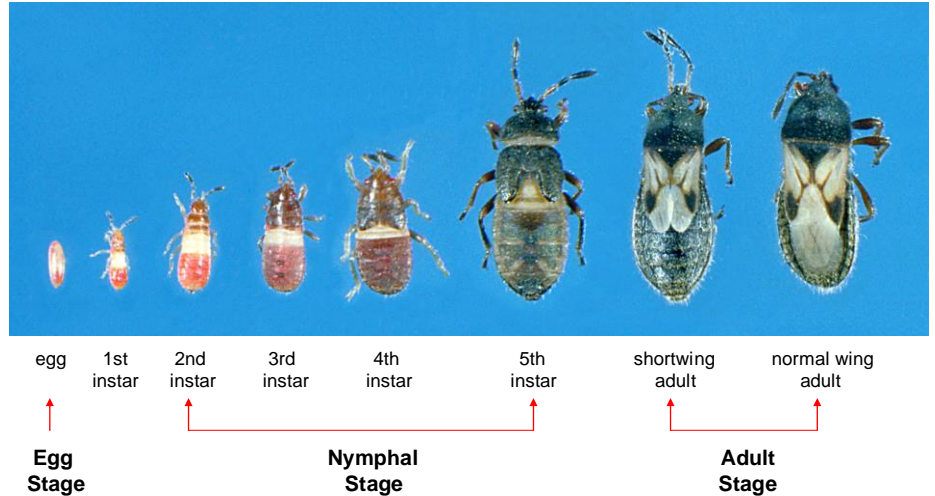 egg
1st
instar
2nd
instar
3rd
instar
4th
instar
5th
instar
shortwing
adult
normal wing
adult
Egg
Stage
Nymphal
Stage
Adult
Stage